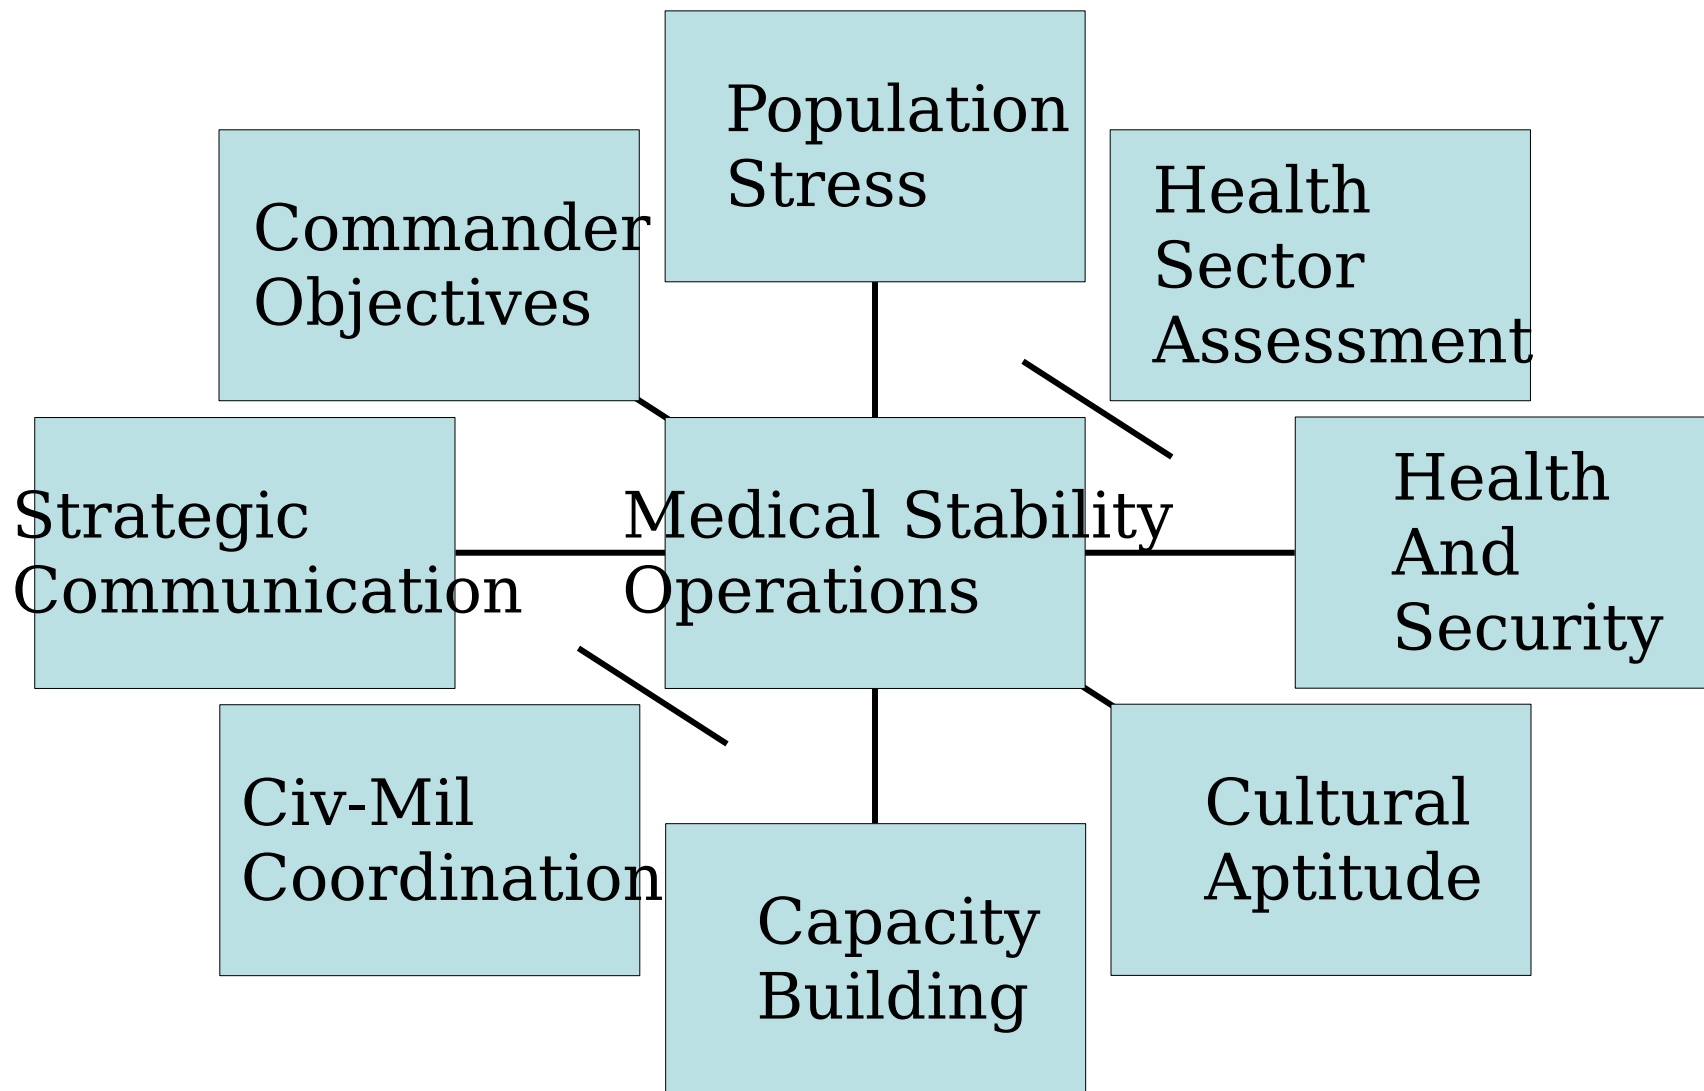 Population
Stress
Commander
Objectives
Health
Sector
Assessment
Strategic
Communication
Medical Stability
Operations
Health
And
Security
Civ-Mil
Coordination
Capacity
Building
Cultural
Aptitude